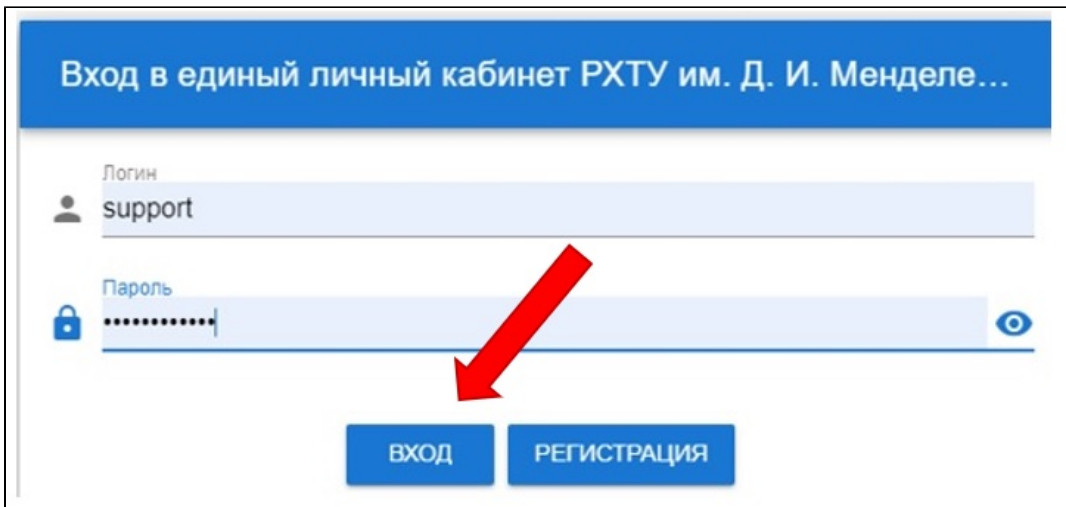 Вход в единый личный кабинет РХТУ им. Д. И. Менделе...
Логин
support
Пароль
••••••••••••
ВХОД
РЕГИСТРАЦИЯ